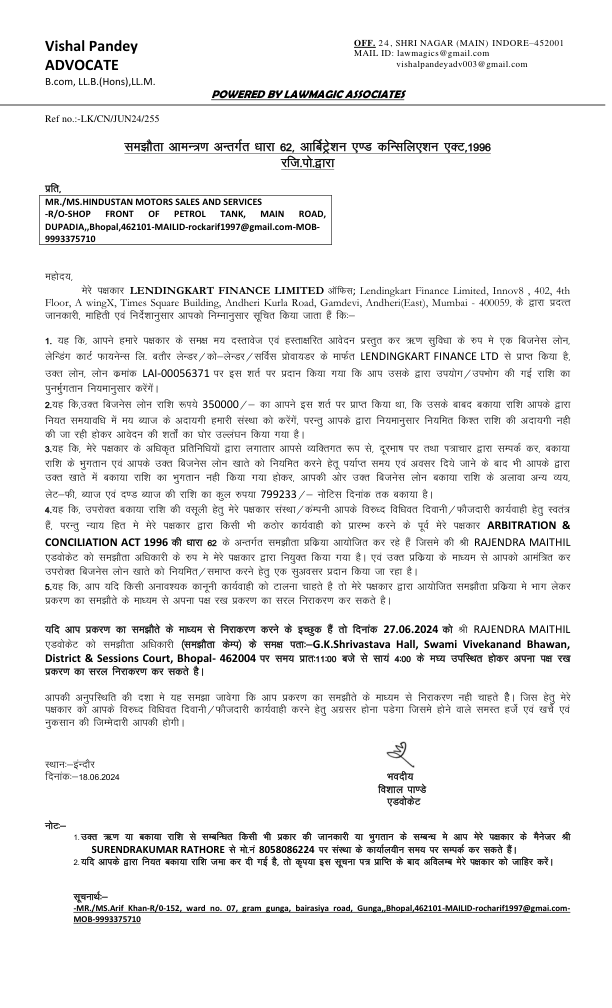 Vishal Pandey
ADVOCATE
B.com, LL.B.(Hons),LL.M.
OFF. 24, SHRI NAGAR (MAIN) INDORE–452001
MAIL ID: lawmagics@gmail.com
vishalpandeyadv003@gmail.com
POWERED BY LAWMAGIC ASSOCIATES
Ref no.:-LK/CN/JUN24/255
समझौता आमन्त्रण अन्तर्गत धारा 62, आर्बिट्रेशन एण्ड कन्सिलिएशन एक्ट,1996
रजि.पो.द्वारा
प्रति,
MR./MS.HINDUSTAN MOTORS SALES AND SERVICES
-R/O-SHOP FRONT OF PETROL TANK, MAIN ROAD,
DUPADIA,,Bhopal,462101-MAILID-rockarif1997@gmail.com-MOB-
9993375710
महोदय,
मेरे पक्षकार LENDINGKART FINANCE LIMITED ऑफिस; Lendingkart Finance Limited, Innov8 , 402, 4th
Floor, A wingX, Times Square Building, Andheri Kurla Road, Gamdevi, Andheri(East), Mumbai - 400059, के द्वारा प्रदत्त
जानकारी, माहिती एवं निर्देशानुसार आपको निम्नानुसार सूचित किया जाता हैं कि:–
1. यह कि, आपने हमारे पक्षकार के समक्ष मय दस्तावेज एवं हस्ताक्षरित आवेदन प्रस्तुत कर ऋण सुविधा के रुप मे एक बिजनेस लोन,
लेन्डिंग कार्ट फायनेन्स लि. बतौर लेन्डर/को–लेन्डर/सर्विस प्रोवायडर के मार्फत LENDINGKART FINANCE LTD से प्राप्त किया है,
उक्त लोन, लोन क्रमांक LAI-00056371 पर इस शर्त पर प्रदान किया गया कि आप उसके द्वारा उपयोग/उपभोग की गई राशि का
पुनर्मुगतान नियमानुसार करेंगें।
2.यह कि,उक्त बिजनेस लोन राशि रूपये 350000/– का आपने इस शर्त पर प्राप्त किया था, कि उसके बादद बकाया राशि आपके द्वारा
नियत समयावधि में मय ब्याज के अदायगी हमारी संस्था को करेंगें, परन्तु आपके द्वारा नियमानुसार नियमित किश्त राशि की अदायगी नही
की जा रही होकर आवेदन की शर्तों का घोर उल्लंघन किया गया है।
3.यह कि, मेरे पक्षकार के अधिकृत प्रतिनिधियों द्वारा लगातार आपसे व्यक्तिगत रूप से, दूरभाष पर तथा पत्राचार द्वारा सम्पर्क कर, बकाया
राशि के भुगतान एवं आपके उक्त बिजनेस लोन खाते को नियमित करने हेतू पर्याप्त समय एवं अवसर दिये जाने के बाद भी आपके द्वारा
उक्त खाते में बकाया राशि का भुगतान नही किया गया होकर, आपकी ओर उक्त बिजनेस लोन बकाया राशि के अलावा अन्य व्यय,
लेट–फी, ब्याज एवं दण्ड ब्याज की राशि का कुल रुपया 799233/– नोटिस दिनांक तक बकाया है।
4.यह कि, उपरोक्त बकाया राशि की वसूली हेतु मेरे पक्षकार संस्था/कंम्पनी आपके विरुध्द विधिवत दिवानी/फौजदारी कार्यवाही हेतु स्वतंत्र
हैं, परन्तु न्याय हित मे मेरे पक्षकार द्वारा किसी भी कठोर कार्यवाही को प्रारम्भ करने के पूर्व मेरे पक्षकार ARBITRATION &
CONCILIATION ACT 1996 की धारा 62 के अन्तरगत समझौता प्रक्रिया आयोजित कर रहे हैं जिसमे की श्री RAJENDRA MAITHIL
एडवोकेट को समझौता अधिकारी के रुप मे मेरे पक्षकार द्वारा नियुक्त किया गया है। एवं उक्त प्रक्रिया के माध्यम से आपको आमंत्रित कर
उपरोक्त बिजनेस लोन खाते को नियमित/समाप्त करने हेतु एक सुअवसर प्रदान किया जा रहा है।
5.यह कि, आप यदि किसी अनावश्यक कानूनी कार्यवाही को टालना चाहते है तो मेरे पक्षकार द्वारा आयोजित समझौता प्रक्रिया मे भाग लेकर
प्रकरण का समझौते के माध्यम से अपना पक्ष रख प्रकरण का सरल निराकरण कर सकते है।
यदि आप प्रकरण का समझौते के माध्यम से निराकरण करने के इच्छुक हैं तो दिनांक 27.06.2024 को श्री RAJENDRA MAITHIL
एडवोकेट को समझौता अधिकारी (समझौता केम्प) के समक्ष पता:–G.K.Shrivastava Hall, Swami Vivekanand Bhawan,
District & Sessions Court, Bhopal- 462004 पर समय प्रात:11:00 बजे से सायं 4:00 के मध्य उपस्थित होकर अपना पक्ष रख
प्रकरण का सरल निराकरण कर सकते है।
आपकी अनुपस्थिति की दशा मे यह समझा जावेगा कि आप प्रकरण का समझौते के माध्यम से निराकरण नही चाहते है। जिस हेतु मेरे
पक्षकार को आपके विरुध्द विधिवत दिवानी/फौजदारी कार्यवाही करने हेतु अग्रसर होना पडेगा जिसमे होने वाले समस्त हर्जे एवं खर्चे एवं
नुकसान की जिम्मेदारी आपकी होगी।
स्थान:–इंन्दौर
दिनांक:–18.06.2024
भवदीय
विशाल पाण्डे
एडवोकेट
नोट:–
1.उक्त ऋण या बकाया राशि से सम्बन्धित किसी भी प्रकार की जानकारी या भुगतान के सम्बन्ध मे आप मेरे पक्षकार के मैनेजर श्री
SURENDRAKUMAR RATHORE से मो.नं 8058086224 पर संस्था के कार्यालयीन समय पर सम्पर्क कर सकते हैं।
2.यदि आपके द्वारा नियत बकाया राशि जमा कर दी गई है, तो कृपया इस सूचना पत्र प्राप्ति के बाद अविलम्ब मेरे पक्षकार को जाहिर करें।
सूचनार्थ:–
-MR./MS.Arif Khan-R/0-152, ward no. 07, gram gunga, bairasiya road, Gunga,,Bhopal,462101-MAILID-rocharif1997@gmai.com-
MOB-9993375710